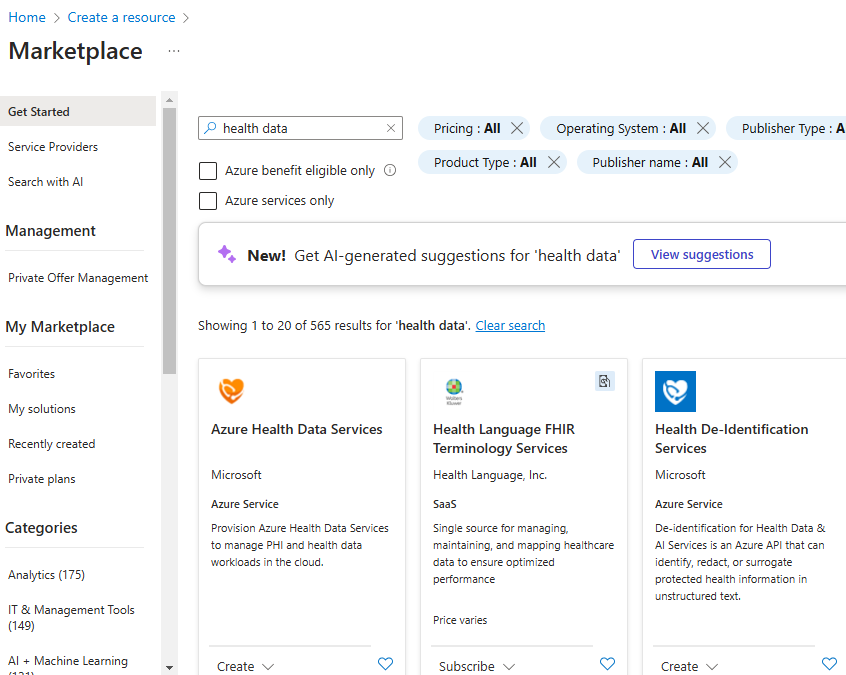 Home > Create a resource >
Marketplace ...
Get Started
Service Providers
Search with AI
Management
Private Offer Management
My Marketplace
Favorites
My solutions
Recently created
Private plans
Categories
Analytics (175)
IT & Management Tools
(149)
AI + Machine Learning
health data
Pricing : All
Operating System : All
Publisher Type : A
Product Type : All
Publisher name : All
Azure benefit eligible only
Azure services only
New! Get AI-generated suggestions for 'health data' View suggestions
Showing 1 to 20 of 565 results for 'health data'. Clear search
Azure Health Data Services
Microsoft
Azure Service
Provision Azure Health Data Services
to manage PHI and health data
workloads in the cloud.
Create
Wolters
Kluwer
Health Language FHIR
Terminology Services
Health Language, Inc.
SaaS
Single source for managing,
maintaining, and mapping healthcare
data to ensure optimized
performance
Price varies
Subscribe
Health De-Identification
Services
Microsoft
Azure Service
De-identification for Health Data &
AI Services is an Azure API that can
identify, redact, or surrogate
protected health information in
unstructured text.
Create